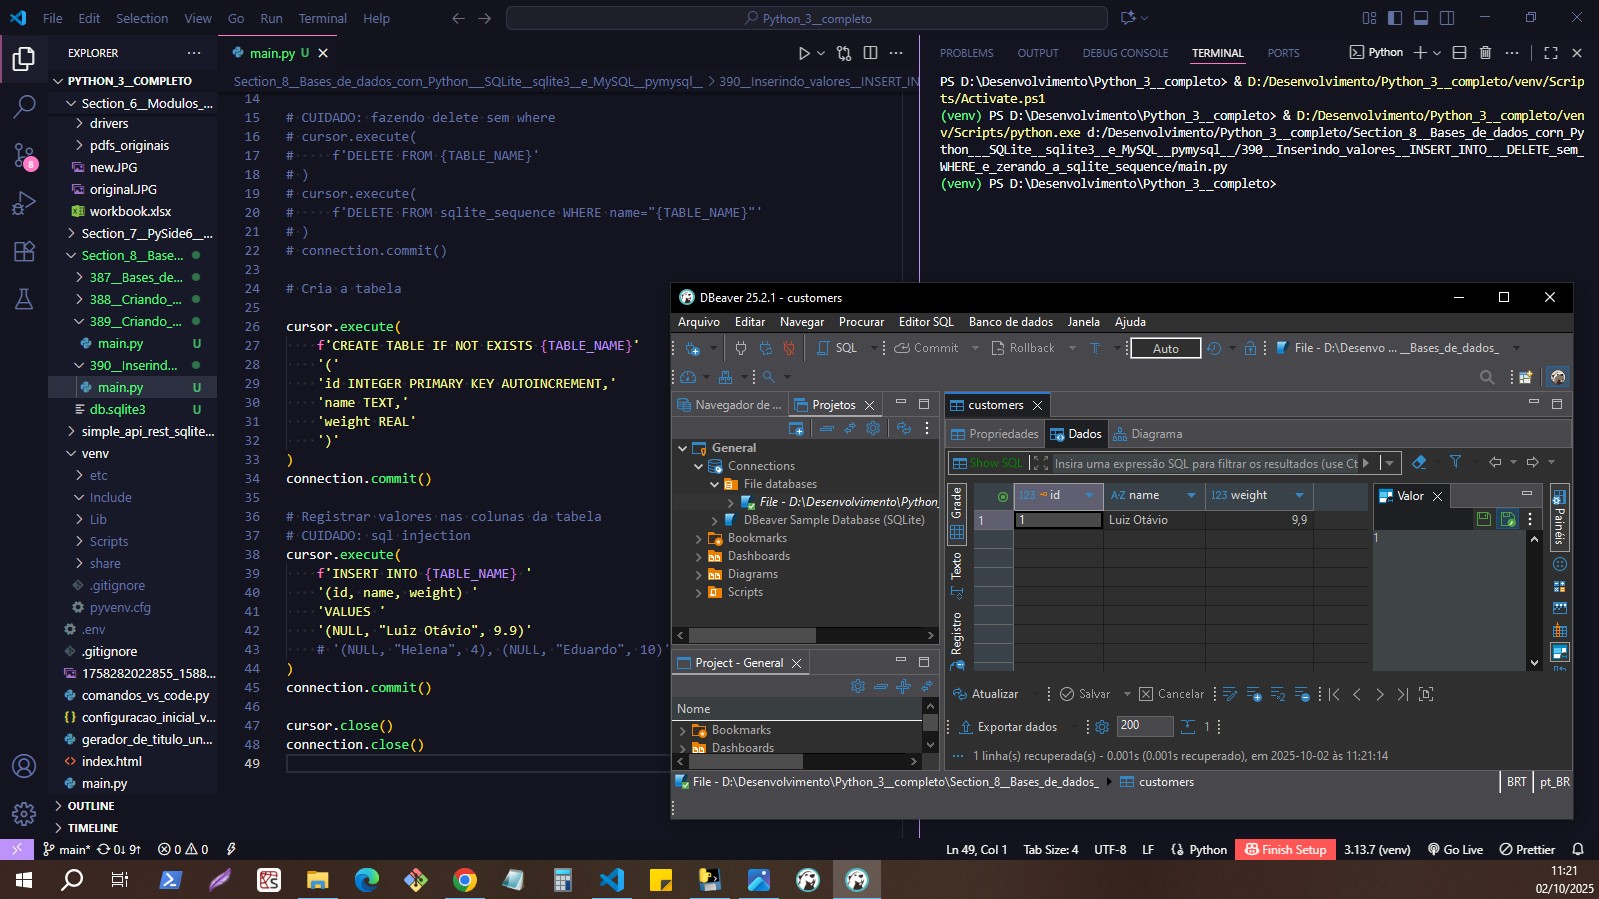 File Edit Selection View Go Run Terminal Help
Python_3__completo
EXPLORER
PYTHON_3__COMPLETO
Section_6__Modulos_...
drivers
pdfs_originais
new.JPG
original.JPG
workbook.xlsx
Section_7__PySide6_...
Section_8__Base...
387__Bases_de...
388__Criando_...
389__Criando_...
main.py U
390__Inserind...
main.py U
db.sqlite3 U
simple_api_rest_sqlite...
venv
etc
Include
Lib
Scripts
share
.gitignore
pyvenv.cfg
.env
.gitignore
1758282022855_1588...
comandos_vs_code.py
configuracao_inicial_v...
gerador_de_titulo_un...
index.html
main.py
OUTLINE
TIMELINE
8
main.py U
Section_8__Bases_de_dados_corn_Python___SQLite__sqlite3__e_MySQL__pymysql__ > 390__Inserindo_valores__INSERT_IN
14
15 # CUIDADO: fazendo delete sem where
16 # cursor.execute(
17 #     f'DELETE FROM {TABLE_NAME}'
18 # )
19 # cursor.execute(
20 #     f'DELETE FROM sqlite_sequence WHERE name="{TABLE_NAME}"'
21 # )
22 # connection.commit()
23
24 # Cria a tabela
25
26 cursor.execute(
27     f'CREATE TABLE IF NOT EXISTS {TABLE_NAME}'
28     '('
29     'id INTEGER PRIMARY KEY AUTOINCREMENT,'
30     'name TEXT,'
31     'weight REAL'
32     ')'
33 )
34 connection.commit()
35
36 # Registrar valores nas colunas da tabela
37 # CUIDADO: sql injection
38 cursor.execute(
39     f'INSERT INTO {TABLE_NAME} '
40     '(id, name, weight) '
41     'VALUES '
42     '(NULL, "Luiz Otávio", 9.9)'
43     # '(NULL, "Helena", 4), (NULL, "Eduardo", 10)'
44 )
45 connection.commit()
46
47 cursor.close()
48 connection.close()
49
PROBLEMS OUTPUT DEBUG CONSOLE TERMINAL PORTS
Python
PS D:\Desenvolvimento\Python_3__completo> & D:/Desenvolvimento/Python_3__completo/venv/Scrip
ts/Activate.ps1
(venv) PS D:\Desenvolvimento\Python_3__completo> & D:/Desenvolvimento/Python_3__completo/ven
v/Scripts/python.exe d:/Desenvolvimento/Python_3__completo/Section_8__Bases_de_dados_corn_Py
thon___SQLite__sqlite3__e_MySQL__pymysql__/390__Inserindo_valores__INSERT_INTO___DELETE_sem_
WHERE_e_zerando_a_sqlite_sequence/main.py
(venv) PS D:\Desenvolvimento\Python_3__completo>
DBeaver 25.2.1 - customers
Arquivo Editar Navegar Procurar Editor SQL Banco de dados Janela Ajuda
SQL Commit Rollback T Auto File - D:\Desenvo ... __Bases_de_dados_
Navegador de ... Projetos
General
Connections
File databases
File - D:\Desenvolvimento\Python_
DBeaver Sample Database (SQLite)
Bookmarks
Dashboards
Diagrams
Scripts
Project - General
Nome
Bookmarks
Dashboards
customers
Propriedades Dados Diagrama
Show SQL Insira uma expressão SQL para filtrar os resultados (use Ct
Grade
Texto
Registro
123 id A-Z name 123 weight
1 1 Luiz Otávio 9,9
Valor
1
Painéis
Atualizar Salvar Cancelar
Exportar dados 200 1
1 linha(s) recuperada(s) - 0.001s (0.001s recuperado), em 2025-10-02 às 11:21:14
File - D:\Desenvolvimento\Python_3__completo\Section_8__Bases_de_dados_ customers
BRT pt_BR
main* 0↓ 9↑ 0 0
Ln 49, Col 1 Tab Size: 4 UTF-8 LF Python Finish Setup 3.13.7 (venv) Go Live Prettier
11:21
02/10/2025